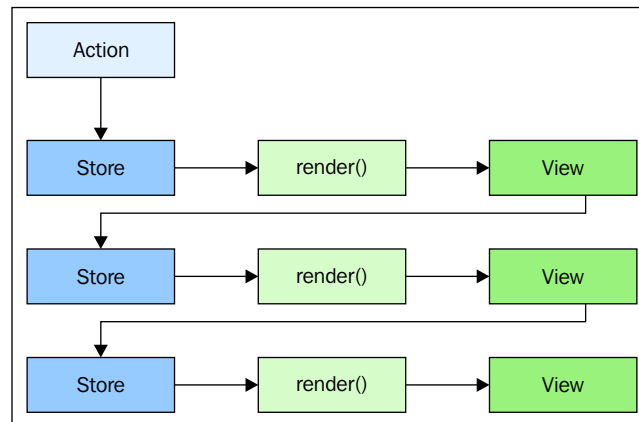 Action
Store
render()
View
Store
render()
View
Store
render()
View